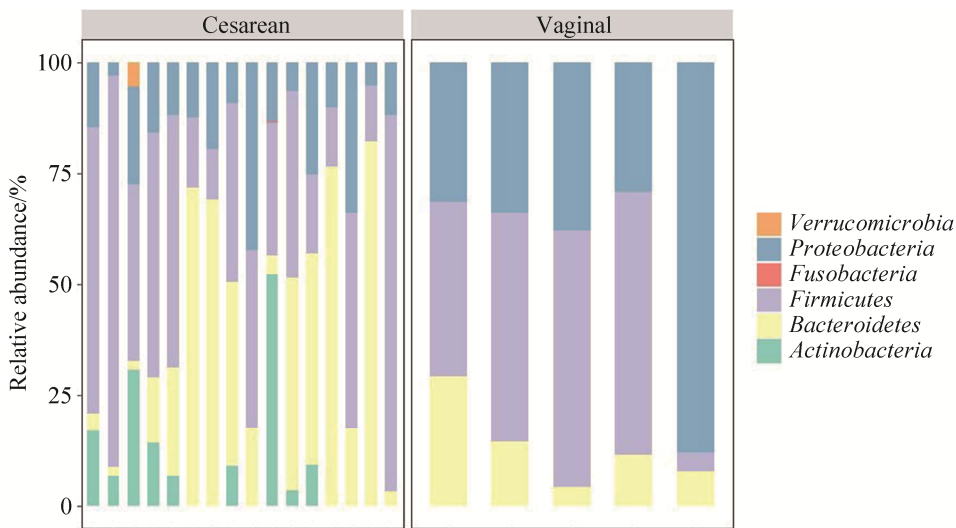 Cesarean
Vaginal
100
75
50
25
0
Relative abundance/%
Verrucomicrobia
Proteobacteria
Fusobacteria
Firmicutes
Bacteroidetes
Actinobacteria